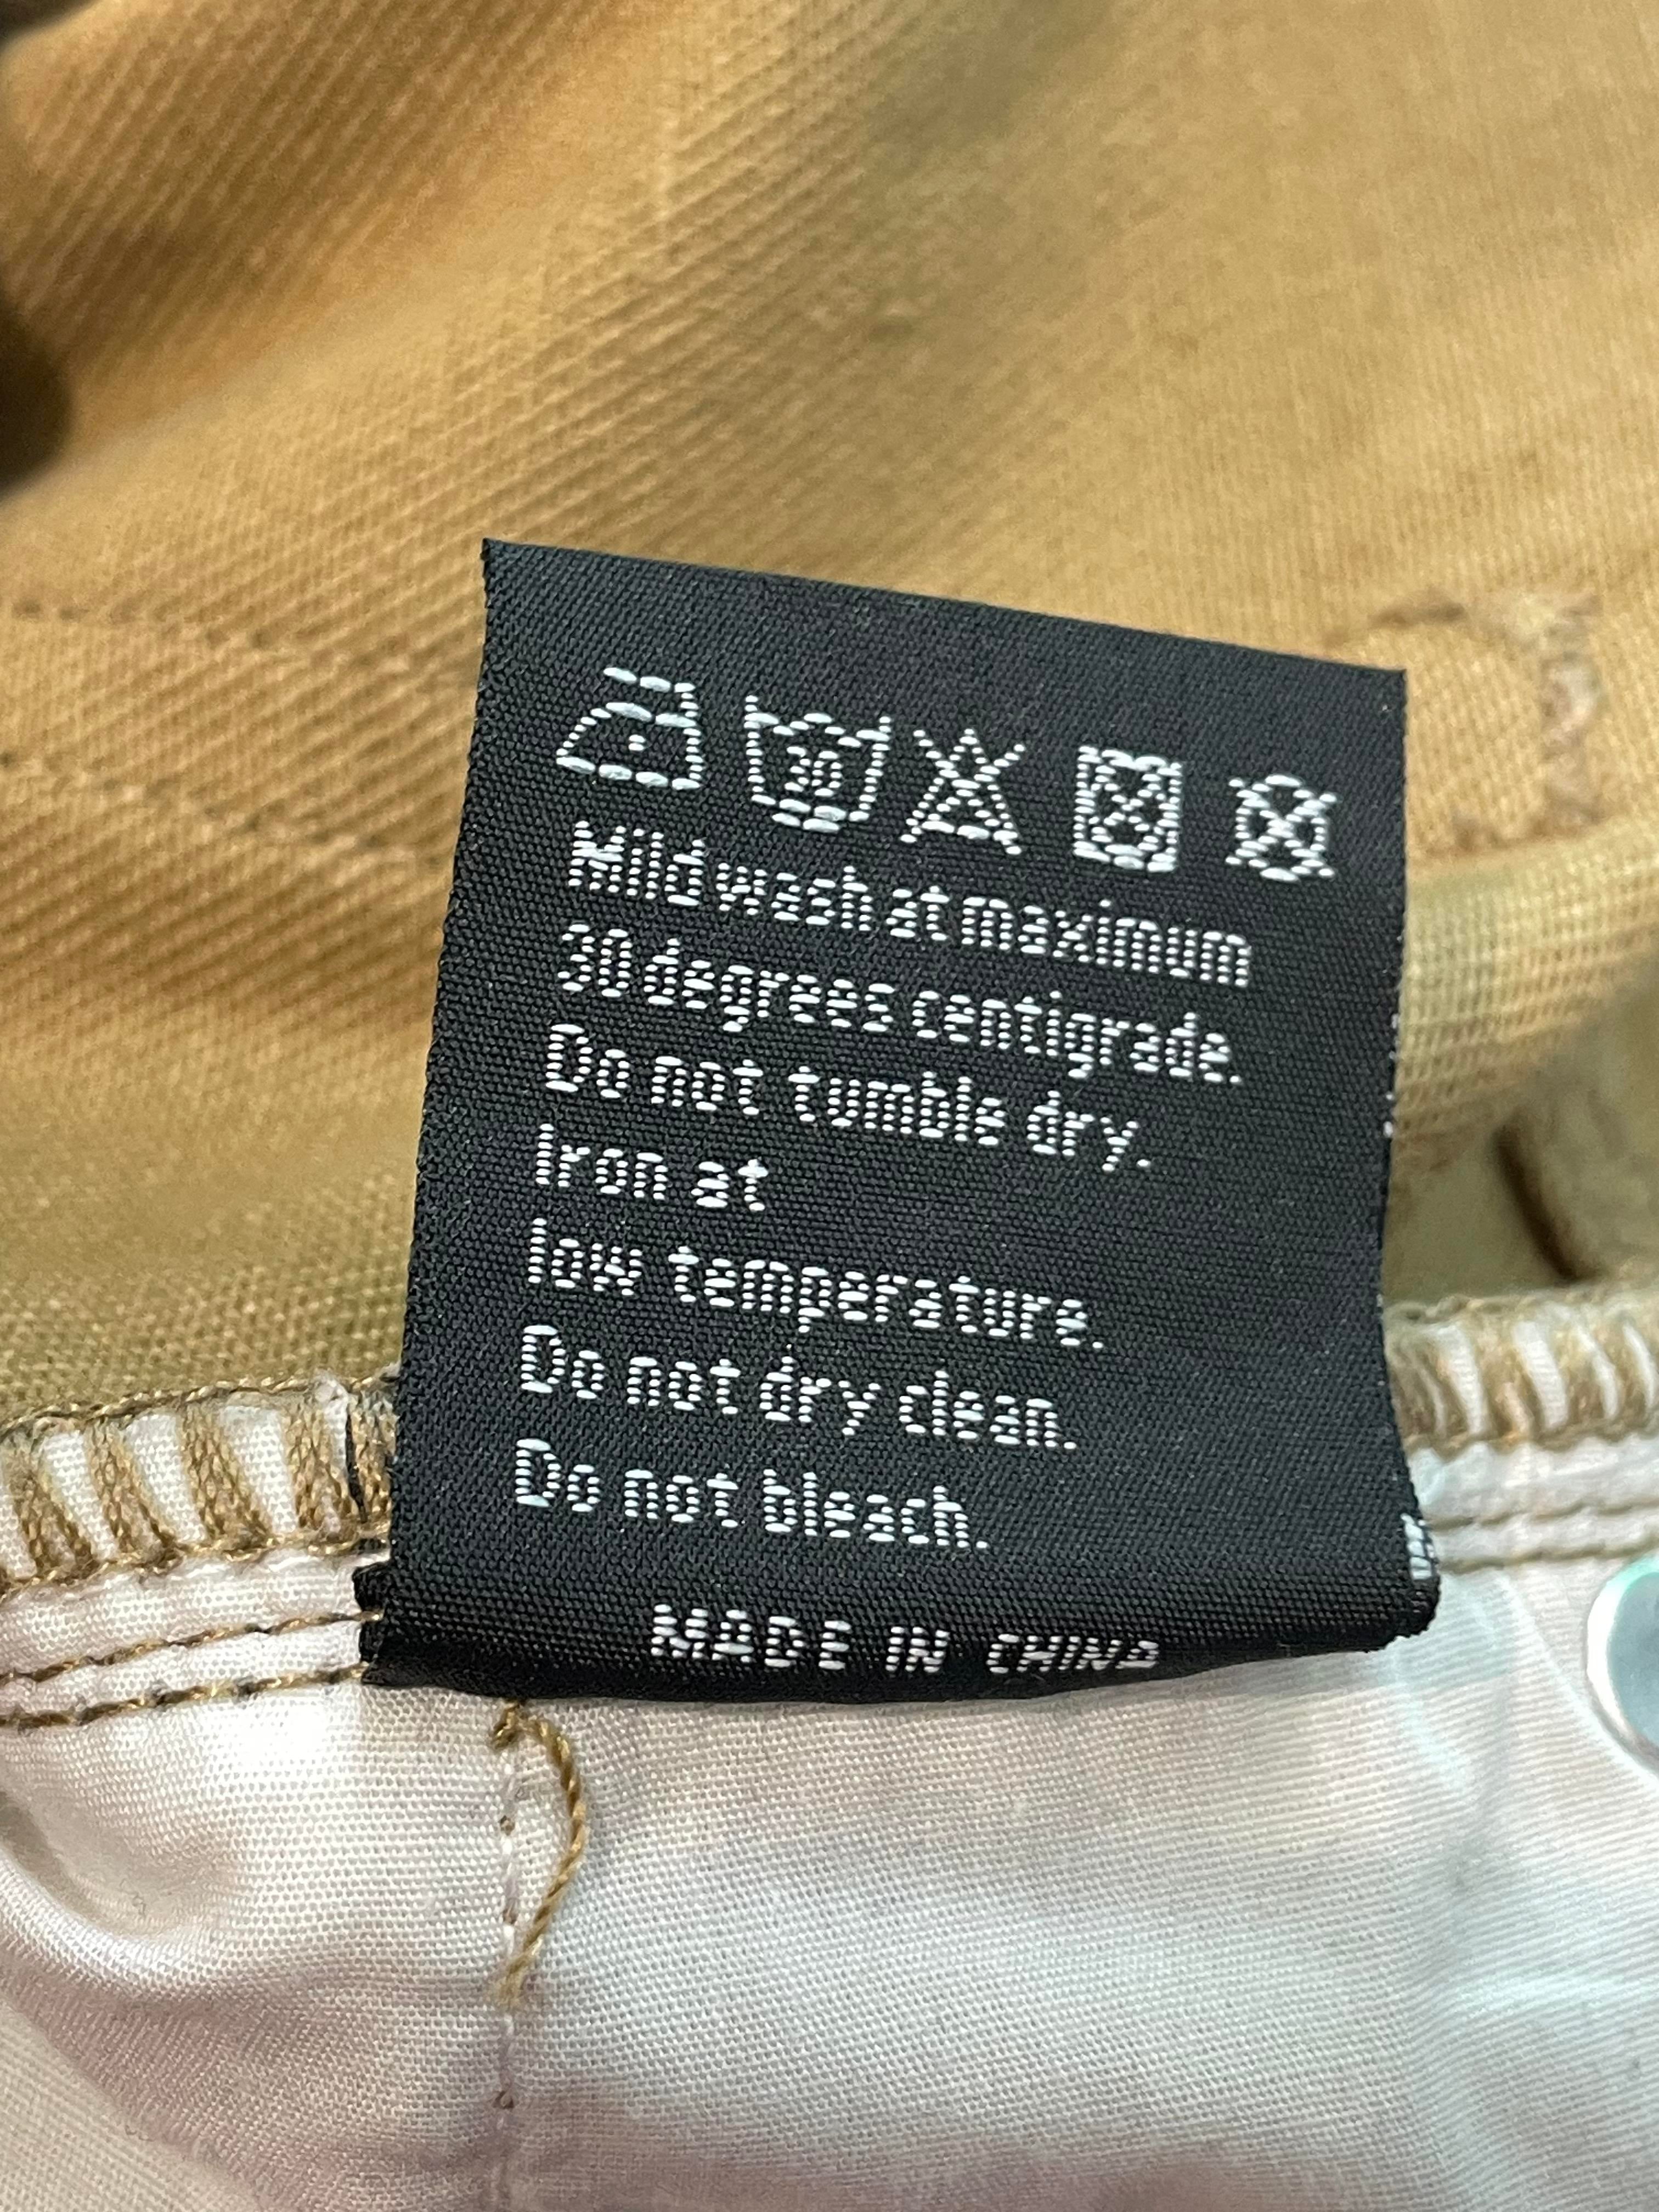 30
Mild wash at maximum
30 degrees centigrade.
Do not tumble dry.
Iron at
low temperature.
Do not dry clean.
Do not bleach.
MADE IN CHINA